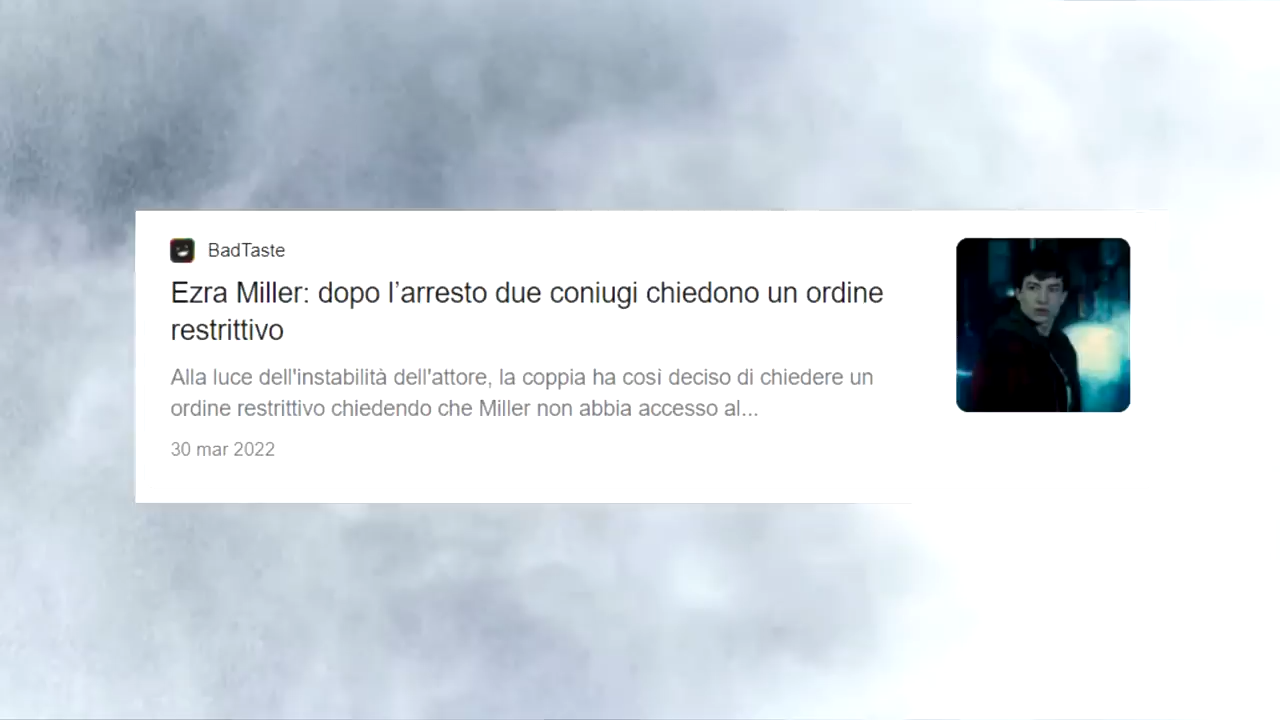 BadTaste
Ezra Miller: dopo l’arresto due coniugi chiedono un ordine
restrittivo
Alla luce dell'instabilità dell'attore, la coppia ha così deciso di chiedere un
ordine restrittivo chiedendo che Miller non abbia accesso al...
30 mar 2022